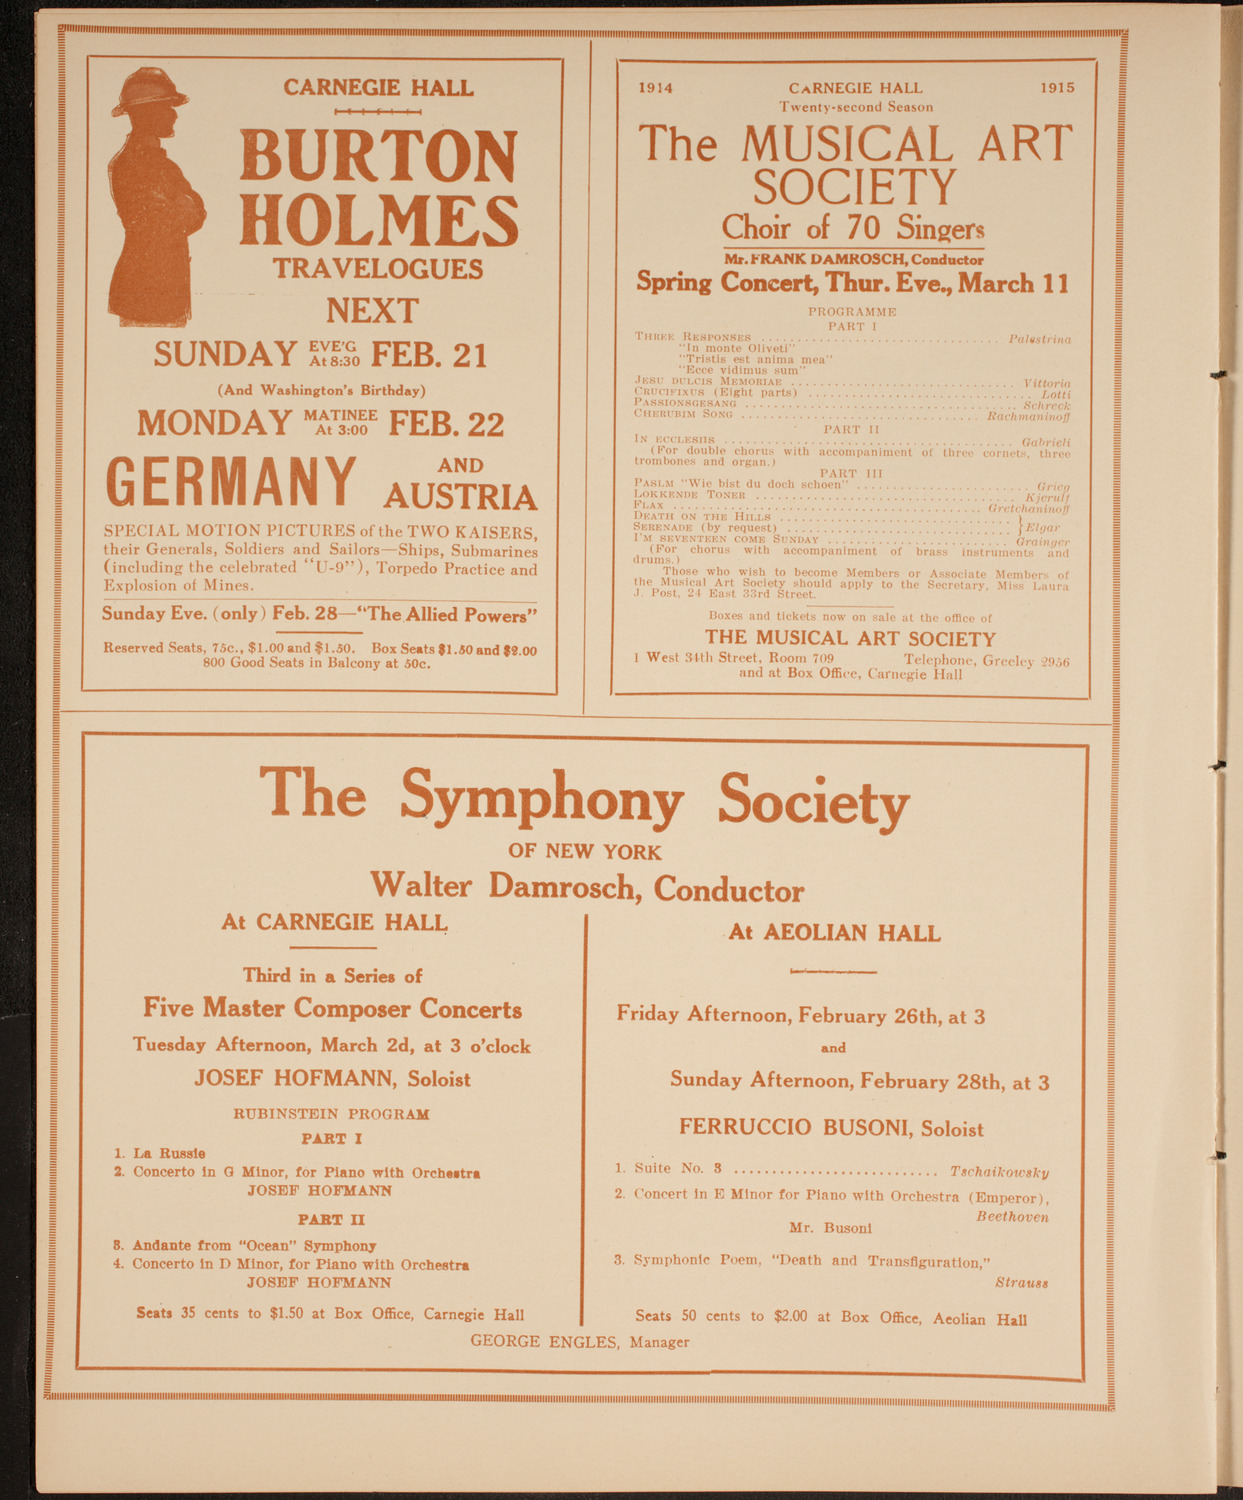 CARNEGIE HALL
BURTON
HOLMES
TRAVELOGUES
NEXT
SUNDAY EVE'G At 8:30 FEB. 21
(And Washington's Birthday)
MONDAY MATINEE At 3:00 FEB. 22
GERMANY AND AUSTRIA
SPECIAL MOTION PICTURES of the TWO KAISERS,
their Generals, Soldiers and Sailors—Ships, Submarines
(including the celebrated "U-9"), Torpedo Practice and
Explosion of Mines.
Sunday Eve. (only) Feb. 28—"The Allied Powers"
Reserved Seats, 75c., $1.00 and $1.50. Box Seats $1.50 and $2.00
800 Good Seats in Balcony at 50c.
1914 CARNEGIE HALL 1915
Twenty-second Season
The MUSICAL ART
SOCIETY
Choir of 70 Singers
Mr. FRANK DAMROSCH, Conductor
Spring Concert, Thur. Eve., March 11
PROGRAMME
PART I
THREE RESPONSES ................................ Palestrina
"In monte Oliveti"
"Tristis est anima mea"
"Ecce vidimus sum"
JESU DULCIS MEMORIAE .............................. Vittoria
CRUCIFIXUS (Eight parts) .............................. Lotti
PASSIONSGESANG .................................... Schreck
CHERUBIM SONG ................................ Rachmaninoff
PART II
IN ECCLESIIS ...................................... Gabrieli
(For double chorus with accompaniment of three cornets, three
trombones and organ.)
PART III
PASLM "Wie bist du doch schoen" ....................... Grieg
LOKKENDE TONER .................................... Kjerulf
FLAX ......................................... Gretchaninoff
DEATH ON THE HILLS ............................... }
SERENADE (by request) .............................. } Elgar
I'M SEVENTEEN COME SUNDAY ........................ Grainger
(For chorus with accompaniment of brass instruments and
drums.)
Those who wish to become Members or Associate Members of
the Musical Art Society should apply to the Secretary, Miss Laura
J. Post, 24 East 33rd Street.
Boxes and tickets now on sale at the office of
THE MUSICAL ART SOCIETY
1 West 34th Street, Room 709 Telephone, Greeley 2956
and at Box Office, Carnegie Hall
The Symphony Society
OF NEW YORK
Walter Damrosch, Conductor
At CARNEGIE HALL
Third in a Series of
Five Master Composer Concerts
Tuesday Afternoon, March 2d, at 3 o'clock
JOSEF HOFMANN, Soloist
RUBINSTEIN PROGRAM
PART I
1. La Russie
2. Concerto in G Minor, for Piano with Orchestra
JOSEF HOFMANN
PART II
3. Andante from "Ocean" Symphony
4. Concerto in D Minor, for Piano with Orchestra
JOSEF HOFMANN
Seats 35 cents to $1.50 at Box Office, Carnegie Hall
At AEOLIAN HALL
Friday Afternoon, February 26th, at 3
and
Sunday Afternoon, February 28th, at 3
FERRUCCIO BUSONI, Soloist
1. Suite No. 3 ........................... Tschaikowsky
2. Concert in E Minor for Piano with Orchestra (Emperor),
Beethoven
Mr. Busoni
3. Symphonic Poem, "Death and Transfiguration,"
Strauss
Seats 50 cents to $2.00 at Box Office, Aeolian Hall
GEORGE ENGLES, Manager